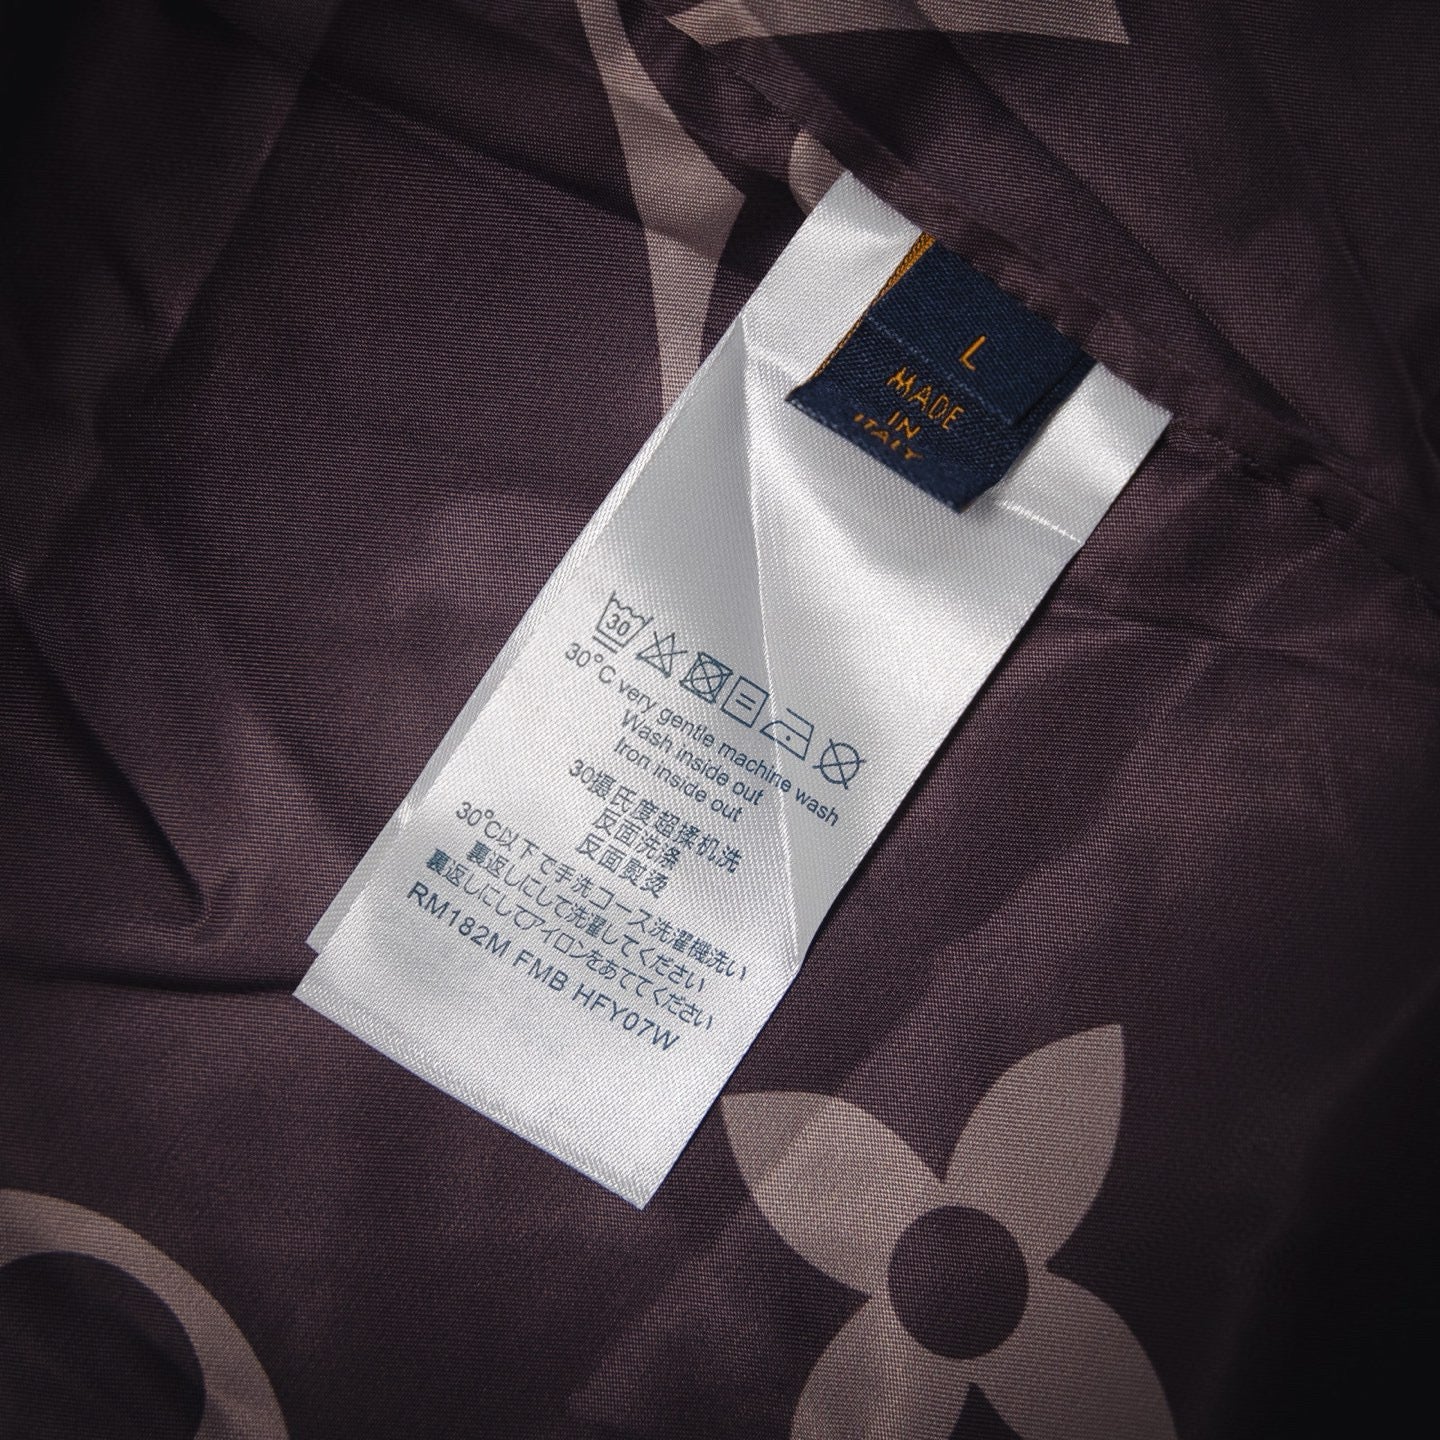 L
MADE
IN
ITALY
30
30°C very gentle machine wash
Wash inside out
Iron inside out
30摄氏度超揉机洗
反面洗涤
反面熨烫
30°C以下で手洗コース洗濯機洗い
裏返しにして洗濯してください
裏返しにしてアイロンをあててください
RM182M FMB HFY07W